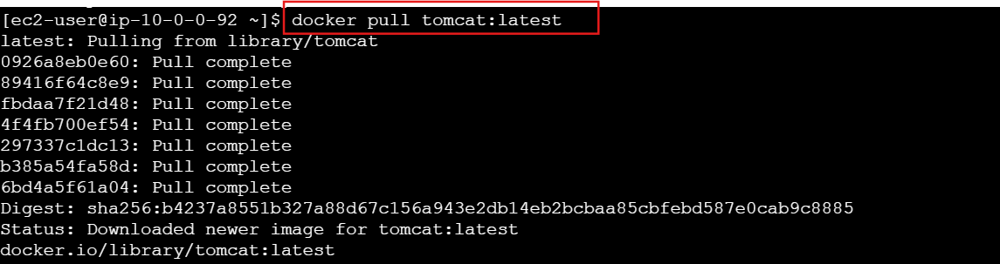 [ec2-user@ip-10-0-0-92 ~]$ docker pull tomcat:latest
latest: Pulling from library/tomcat
0926a8eb0e60: Pull complete
89416f64c8e9: Pull complete
fbdaa7f21d48: Pull complete
4f4fb700ef54: Pull complete
297337c1dc13: Pull complete
b385a54fa58d: Pull complete
6bd4a5f61a04: Pull complete
Digest: sha256:b4237a8551b327a88d67c156a943e2db14eb2bcbaa85cbfebd587e0cab9c8885
Status: Downloaded newer image for tomcat:latest
docker.io/library/tomcat:latest